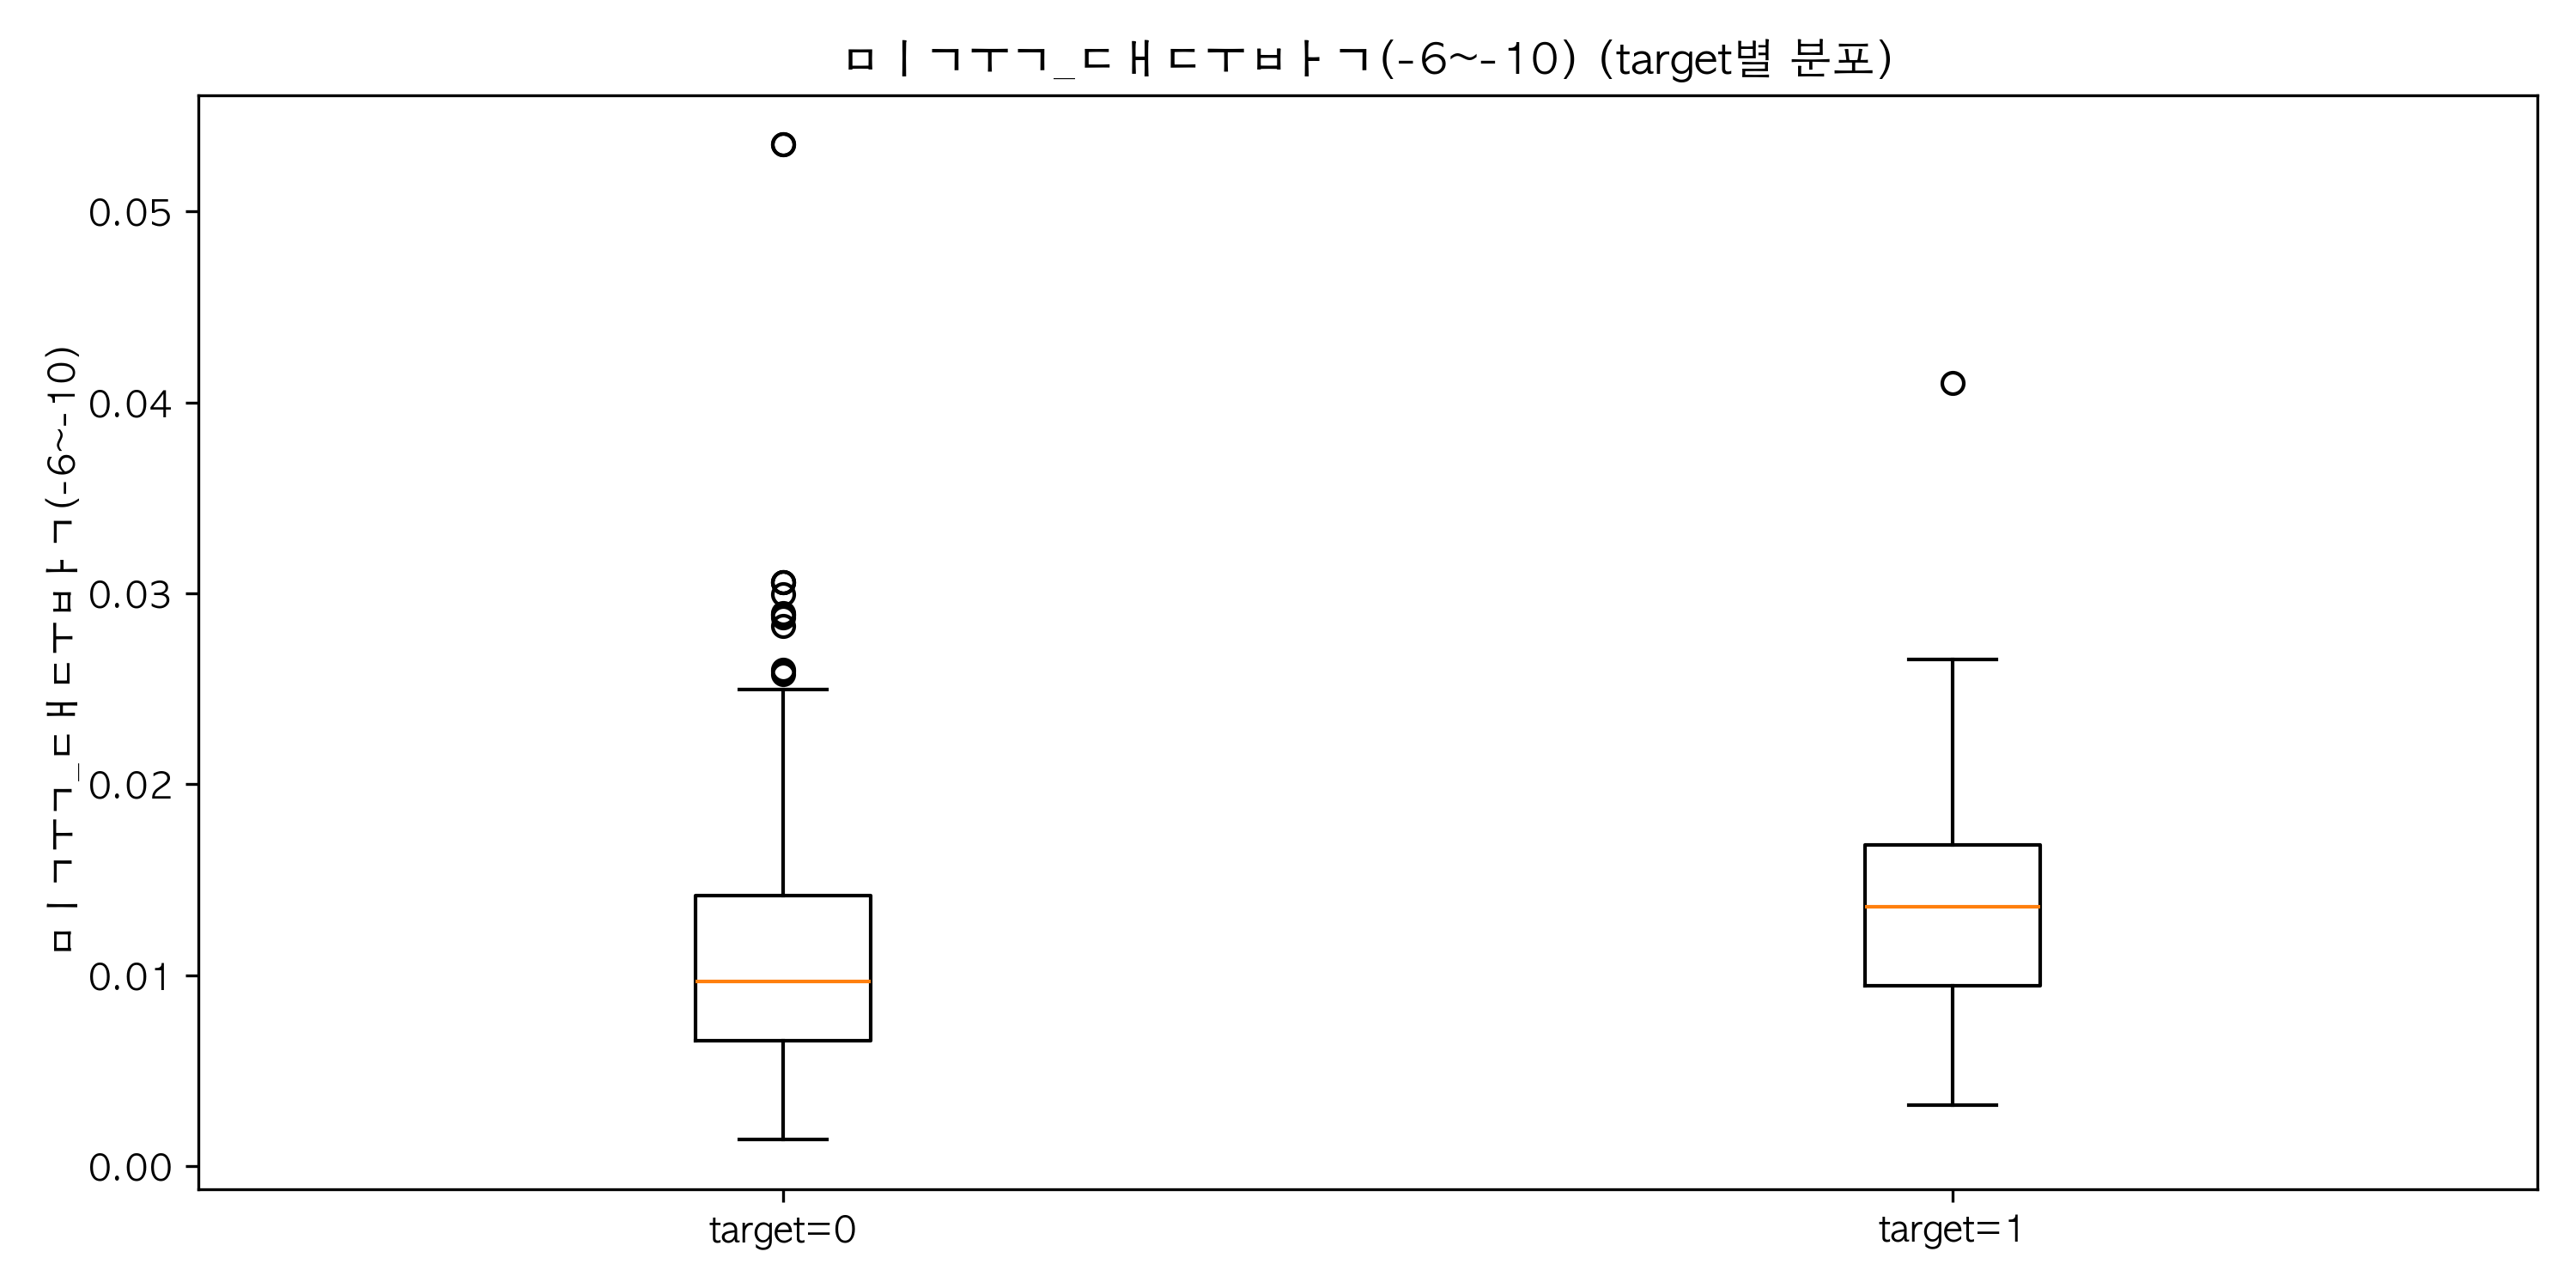 ㅁㅣㄱㅜㄱ_ㄷㅐㄷㅜㅂㅏㄱ(-6~-10) (target별 분포)
ㅁㅣㄱㅜㄱ_ㄷㅐㄷㅜㅂㅏㄱ(-6~-10)
0.05
0.04
0.03
0.02
0.01
0.00
target=0
target=1